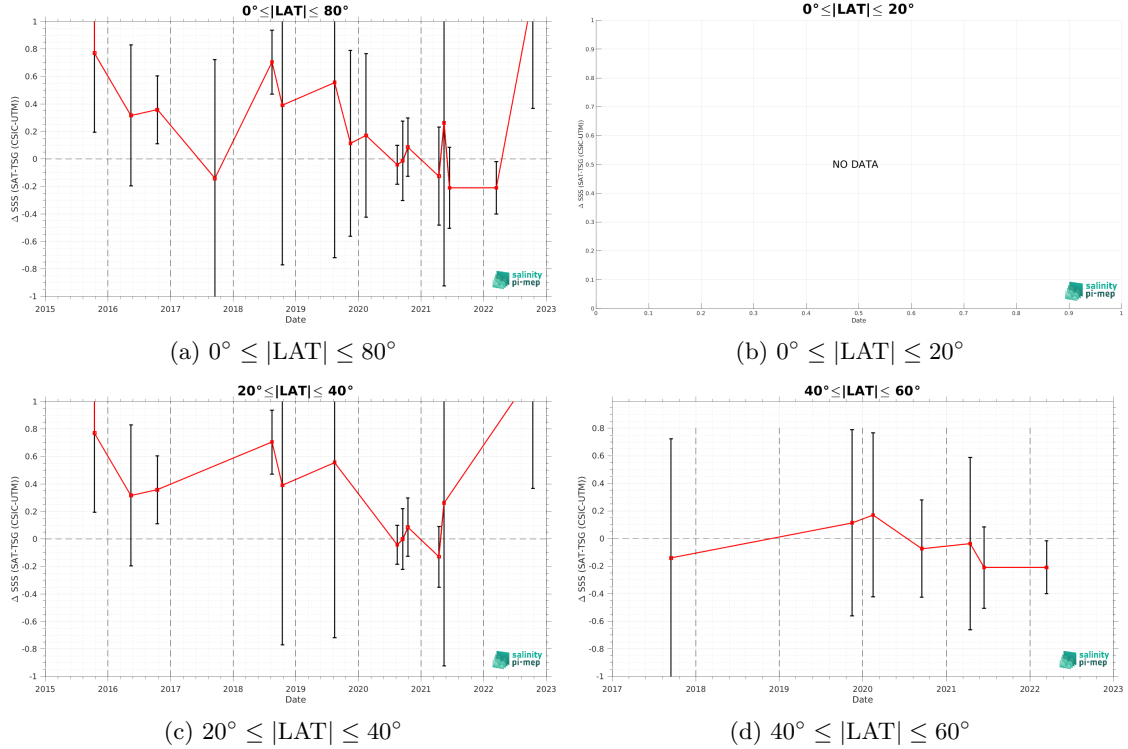 0°≤|LAT|≤ 80°
1
0.8
0.6
0.4
0.2
0
-0.2
-0.4
-0.6
-0.8
-1
Δ SSS (SAT-TSG (CSIC-UTM))
2015 2016 2017 2018 2019 2020 2021 2022 2023
Date
salinity
pi-mep
(a) 0° ≤ |LAT| ≤ 80°
0°≤|LAT|≤ 20°
1
0.9
0.8
0.7
0.6
0.5
0.4
0.3
0.2
0.1
0
Δ SSS (SAT-TSG (CSIC-UTM))
NO DATA
0 0.1 0.2 0.3 0.4 0.5 0.6 0.7 0.8 0.9 1
Date
salinity
pi-mep
(b) 0° ≤ |LAT| ≤ 20°
20°≤|LAT|≤ 40°
1
0.8
0.6
0.4
0.2
0
-0.2
-0.4
-0.6
-0.8
-1
Δ SSS (SAT-TSG (CSIC-UTM))
2015 2016 2017 2018 2019 2020 2021 2022 2023
Date
salinity
pi-mep
(c) 20° ≤ |LAT| ≤ 40°
40°≤|LAT|≤ 60°
1
0.8
0.6
0.4
0.2
0
-0.2
-0.4
-0.6
-0.8
-1
Δ SSS (SAT-TSG (CSIC-UTM))
2017 2018 2019 2020 2021 2022 2023
Date
salinity
pi-mep
(d) 40° ≤ |LAT| ≤ 60°